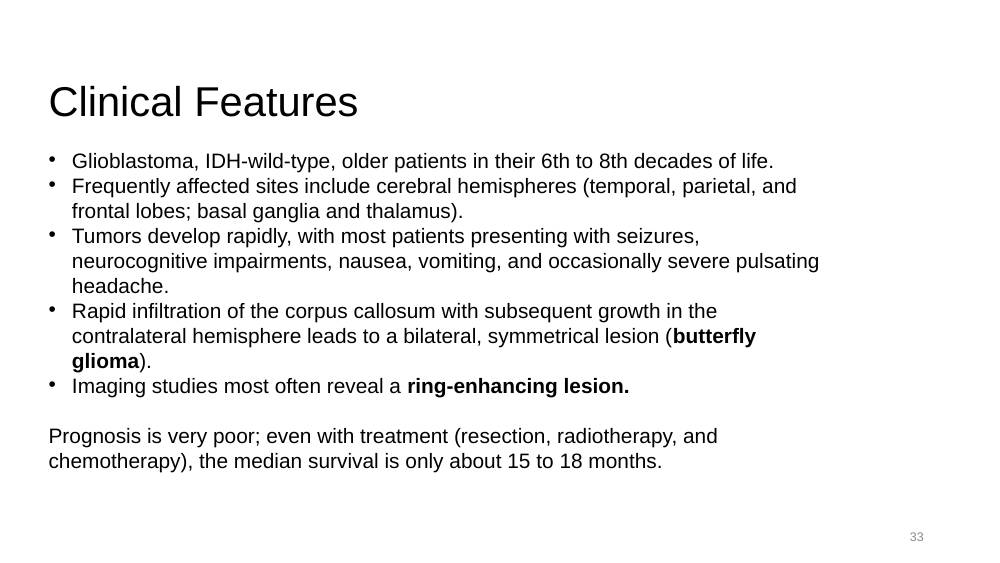 Clinical Features
• Glioblastoma, IDH-wild-type, older patients in their 6th to 8th decades of life.
• Frequently affected sites include cerebral hemispheres (temporal, parietal, and
frontal lobes; basal ganglia and thalamus).
• Tumors develop rapidly, with most patients presenting with seizures,
neurocognitive impairments, nausea, vomiting, and occasionally severe pulsating
headache.
• Rapid infiltration of the corpus callosum with subsequent growth in the
contralateral hemisphere leads to a bilateral, symmetrical lesion (butterfly
glioma).
• Imaging studies most often reveal a ring-enhancing lesion.
Prognosis is very poor; even with treatment (resection, radiotherapy, and
chemotherapy), the median survival is only about 15 to 18 months.
33